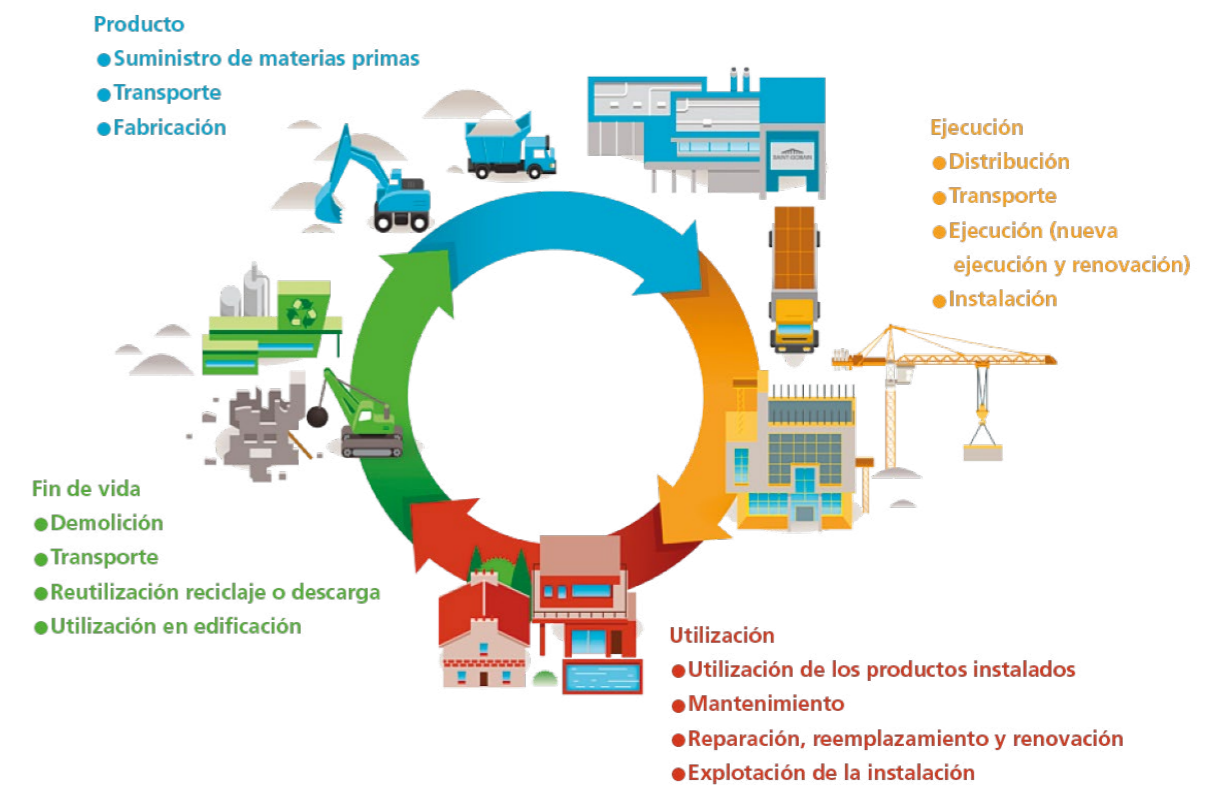 Producto
●Suministro de materias primas
●Transporte
●Fabricación
SAINT-GOBAIN
Ejecución
●Distribución
●Transporte
●Ejecución (nueva
ejecución y renovación)
●Instalación
Fin de vida
●Demolición
●Transporte
●Reutilización reciclaje o descarga
●Utilización en edificación
Utilización
●Utilización de los productos instalados
●Mantenimiento
●Reparación, reemplazamiento y renovación
●Explotación de la instalación